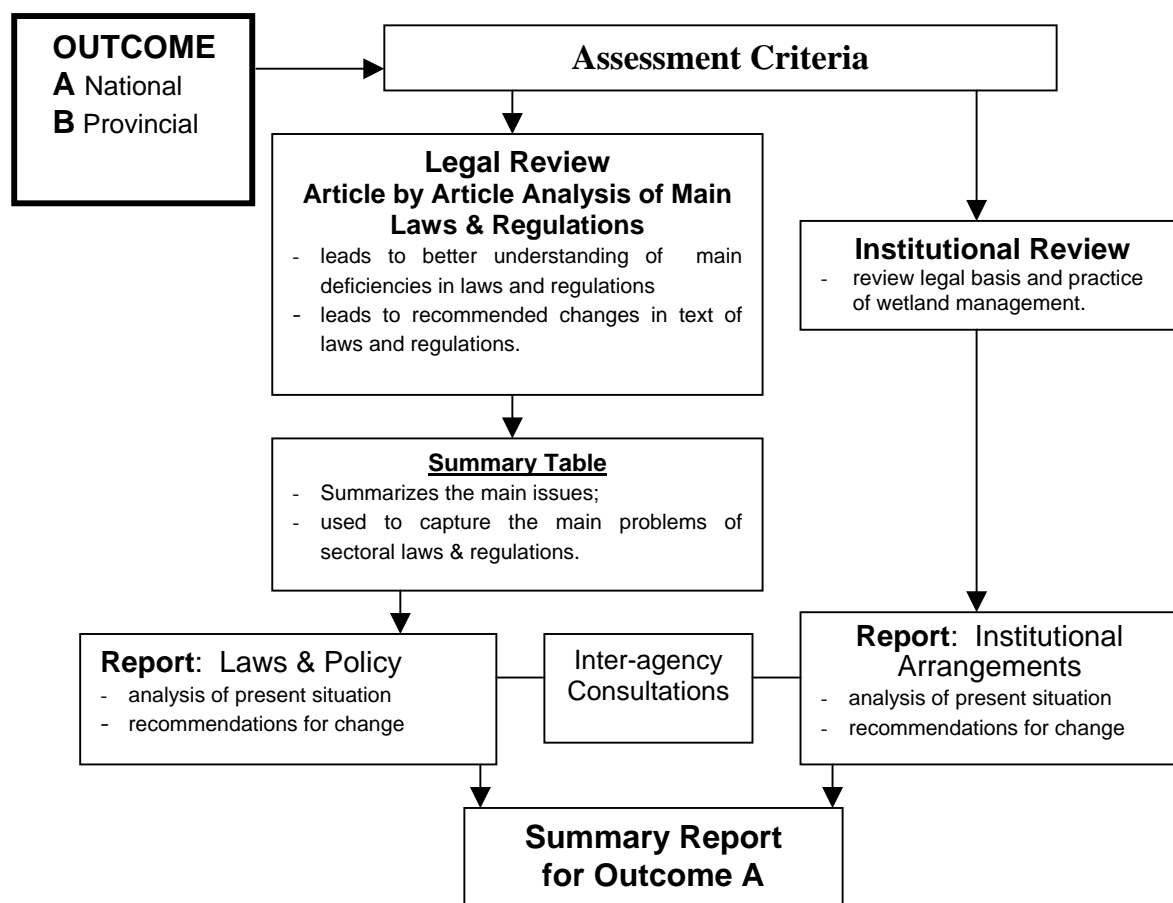 OUTCOME
A National
B Provincial
Assessment Criteria
Legal Review
Article by Article Analysis of Main
Laws & Regulations
- leads to better understanding of main
deficiencies in laws and regulations
- leads to recommended changes in text of
laws and regulations.
Institutional Review
- review legal basis and practice
of wetland management.
Summary Table
- Summarizes the main issues;
- used to capture the main problems of
sectoral laws & regulations.
Report: Laws & Policy
- analysis of present situation
- recommendations for change
Inter-agency
Consultations
Report: Institutional
Arrangements
- analysis of present situation
- recommendations for change
Summary Report
for Outcome A